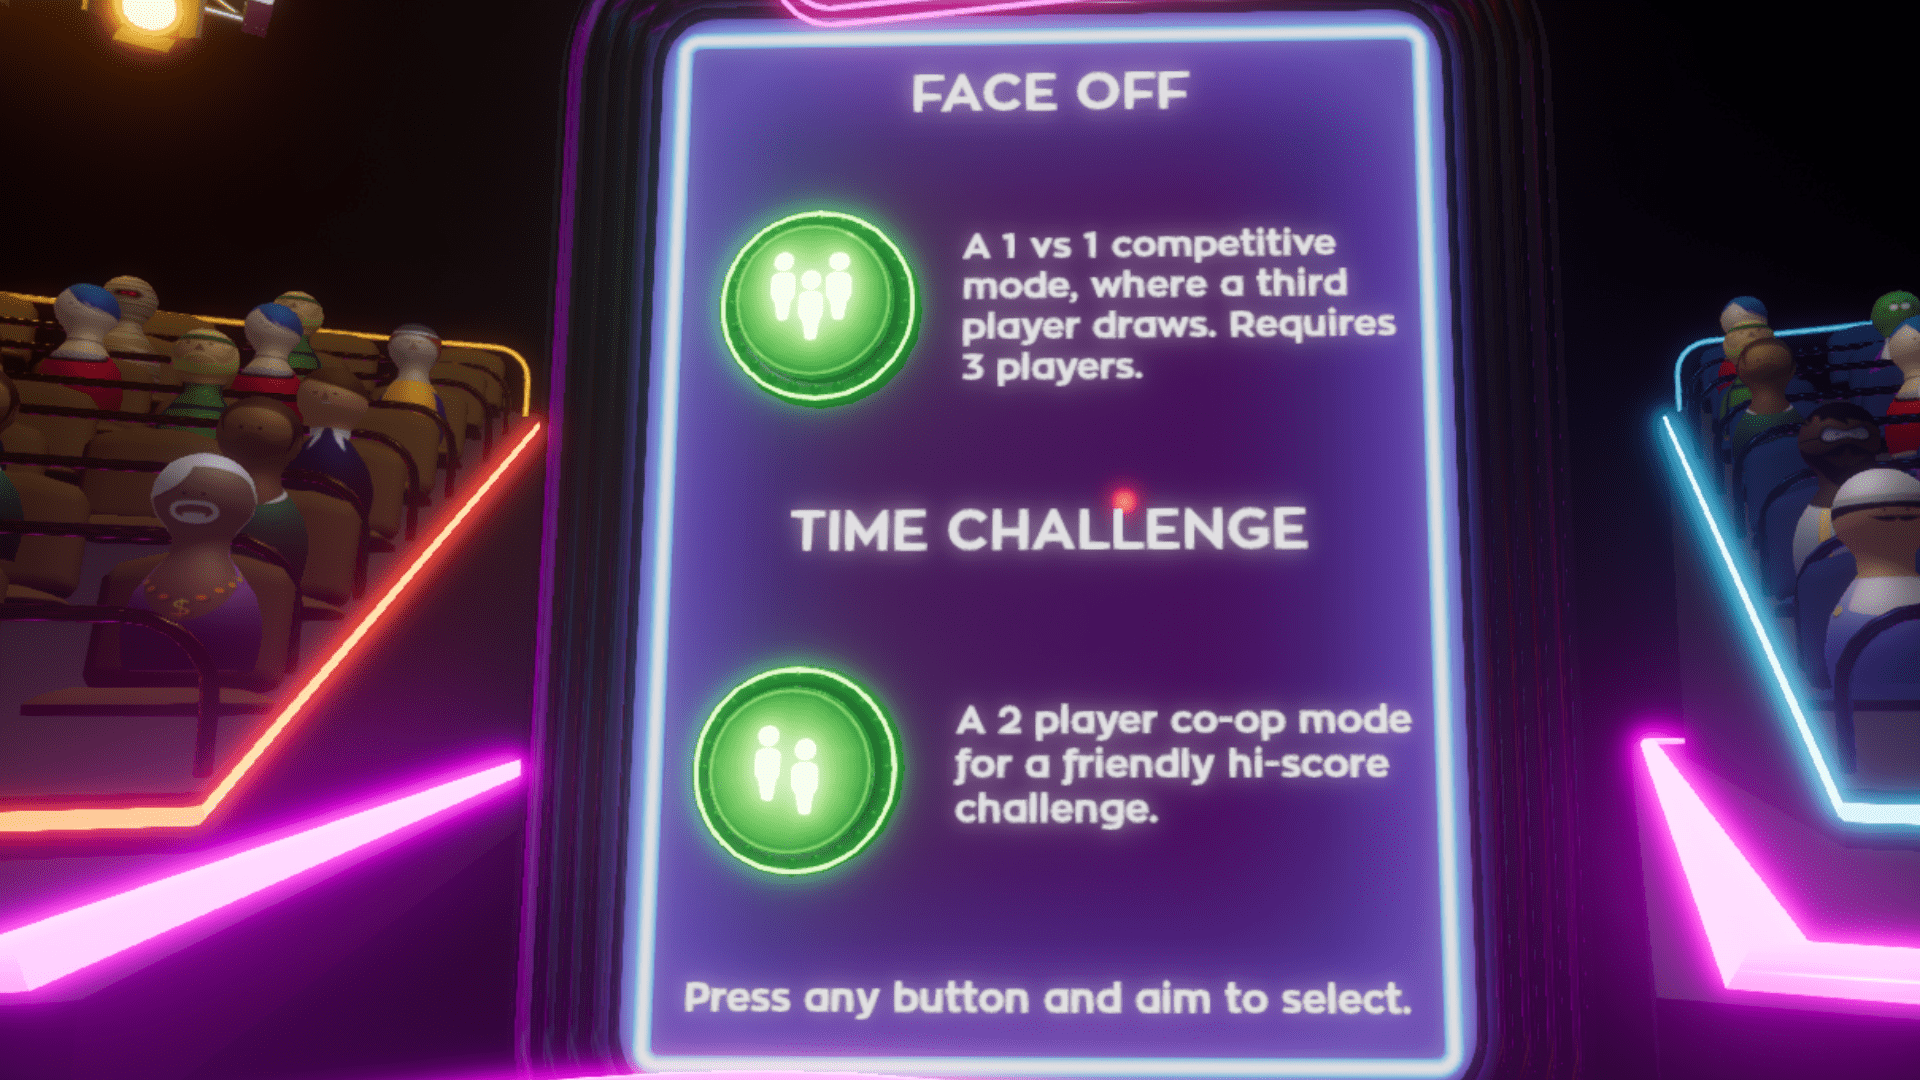 FACE OFF
A 1 vs 1 competitive
mode, where a third
player draws. Requires
3 players.
TIME CHALLENGE
A 2 player co-op mode
for a friendly hi-score
challenge.
Press any button and aim to select.
$